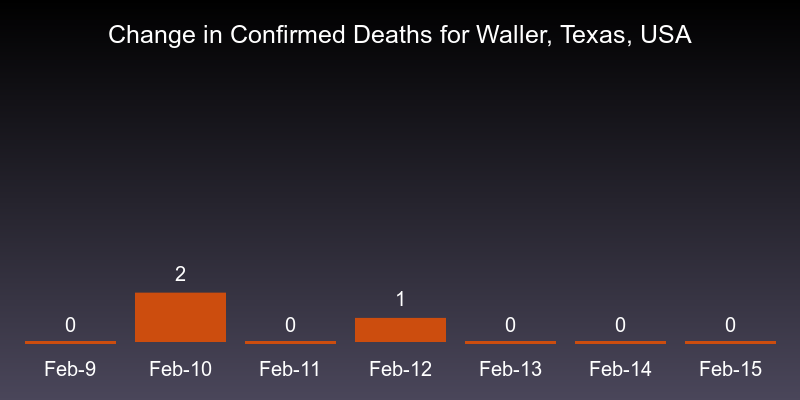 Change in Confirmed Deaths for Waller, Texas, USA
0 2 0 1 0 0 0
Feb-9 Feb-10 Feb-11 Feb-12 Feb-13 Feb-14 Feb-15